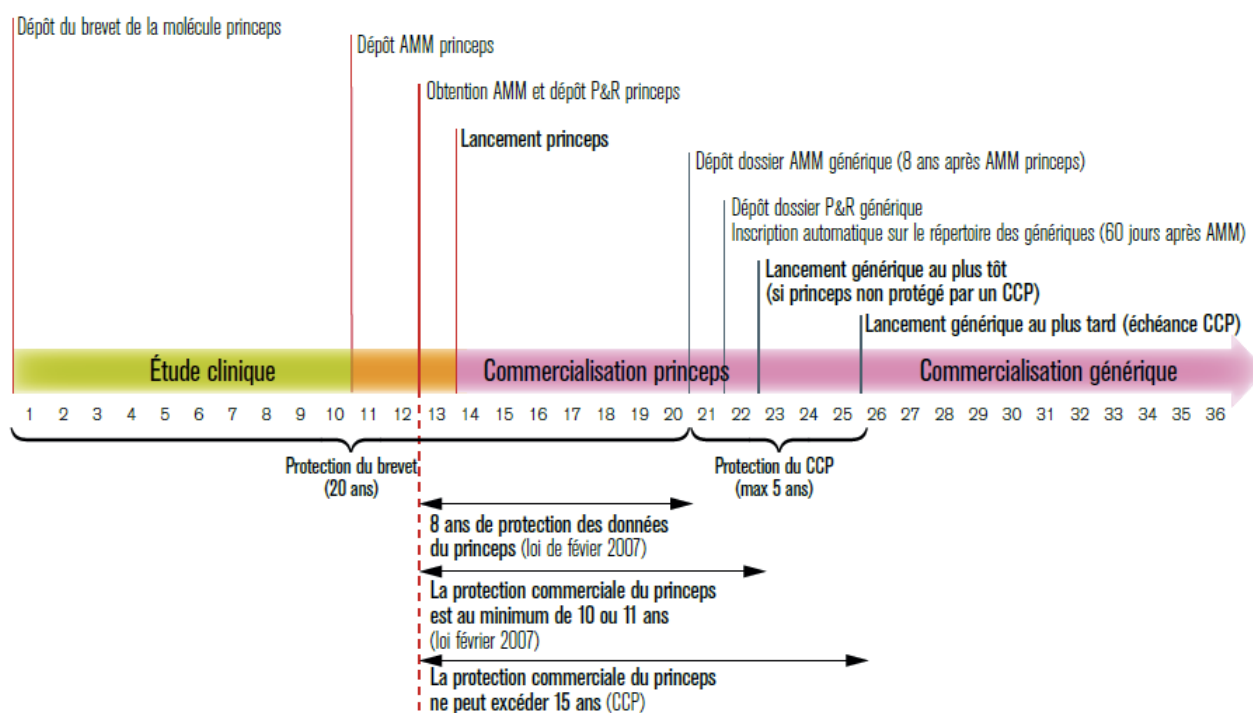 Dépôt du brevet de la molécule princeps
Dépôt AMM princeps
Obtention AMM et dépôt P&R princeps
Lancement princeps
Dépôt dossier AMM générique (8 ans après AMM princeps)
Dépôt dossier P&R générique
Inscription automatique sur le répertoire des génériques (60 jours après AMM)
Lancement générique au plus tôt
(si princeps non protégé par un CCP)
Lancement générique au plus tard (échéance CCP)
Étude clinique
Commercialisation princeps
Commercialisation générique
1 2 3 4 5 6 7 8 9 10 11 12 13 14 15 16 17 18 19 20 21 22 23 24 25 26 27 28 29 30 31 32 33 34 35 36
Protection du brevet
(20 ans)
Protection du CCP
(max 5 ans)
8 ans de protection des données
du princeps (loi de févier 2007)
La protection commerciale du princeps
est au minimum de 10 ou 11 ans
(loi février 2007)
La protection commerciale du princeps
ne peut excéder 15 ans (CCP)